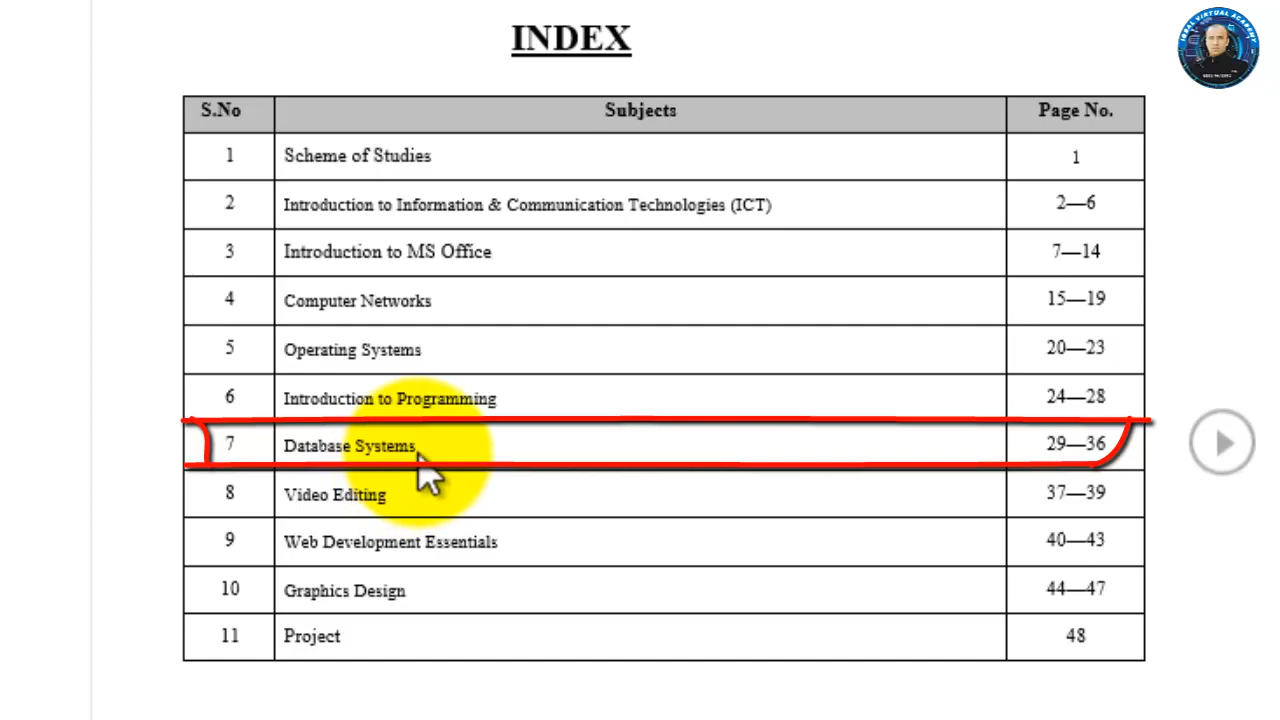 INDEX
S.No Subjects Page No.
1 Scheme of Studies 1
2 Introduction to Information & Communication Technologies (ICT) 2—6
3 Introduction to MS Office 7—14
4 Computer Networks 15—19
5 Operating Systems 20—23
6 Introduction to Programming 24—28
7 Database Systems 29—36
8 Video Editing 37—39
9 Web Development Essentials 40—43
10 Graphics Design 44—47
11 Project 48